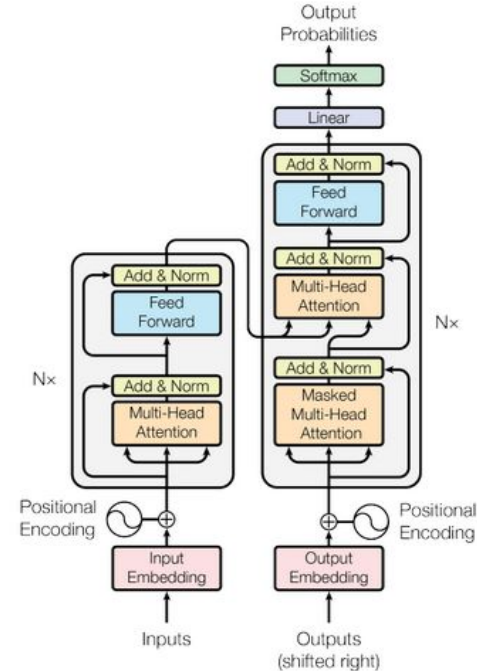 Output
Probabilities
Softmax
Linear
Add & Norm
Feed
Forward
Add & Norm
Multi-Head
Attention
Add & Norm
Masked
Multi-Head
Attention
Nx
Add & Norm
Feed
Forward
Add & Norm
Multi-Head
Attention
Nx
Positional
Encoding
Positional
Encoding
Input
Embedding
Output
Embedding
Inputs
Outputs
(shifted right)